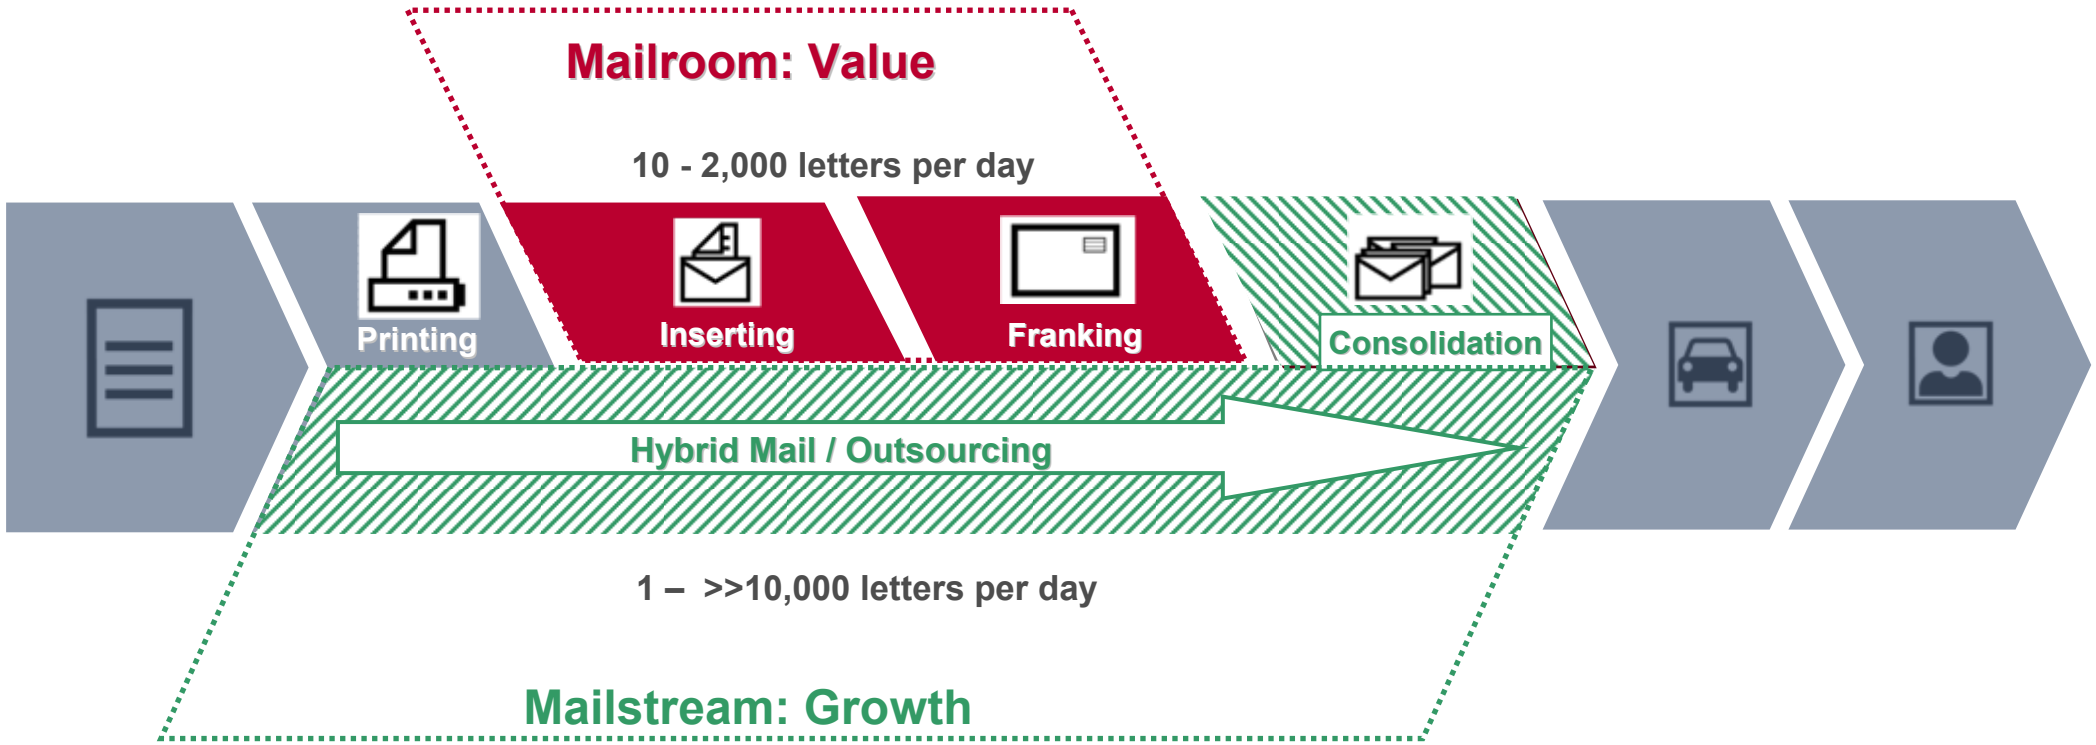 Mailroom: Value
10 - 2,000 letters per day
Printing
Inserting
Franking
Consolidation
Hybrid Mail / Outsourcing
1 – >>10,000 letters per day
Mailstream: Growth